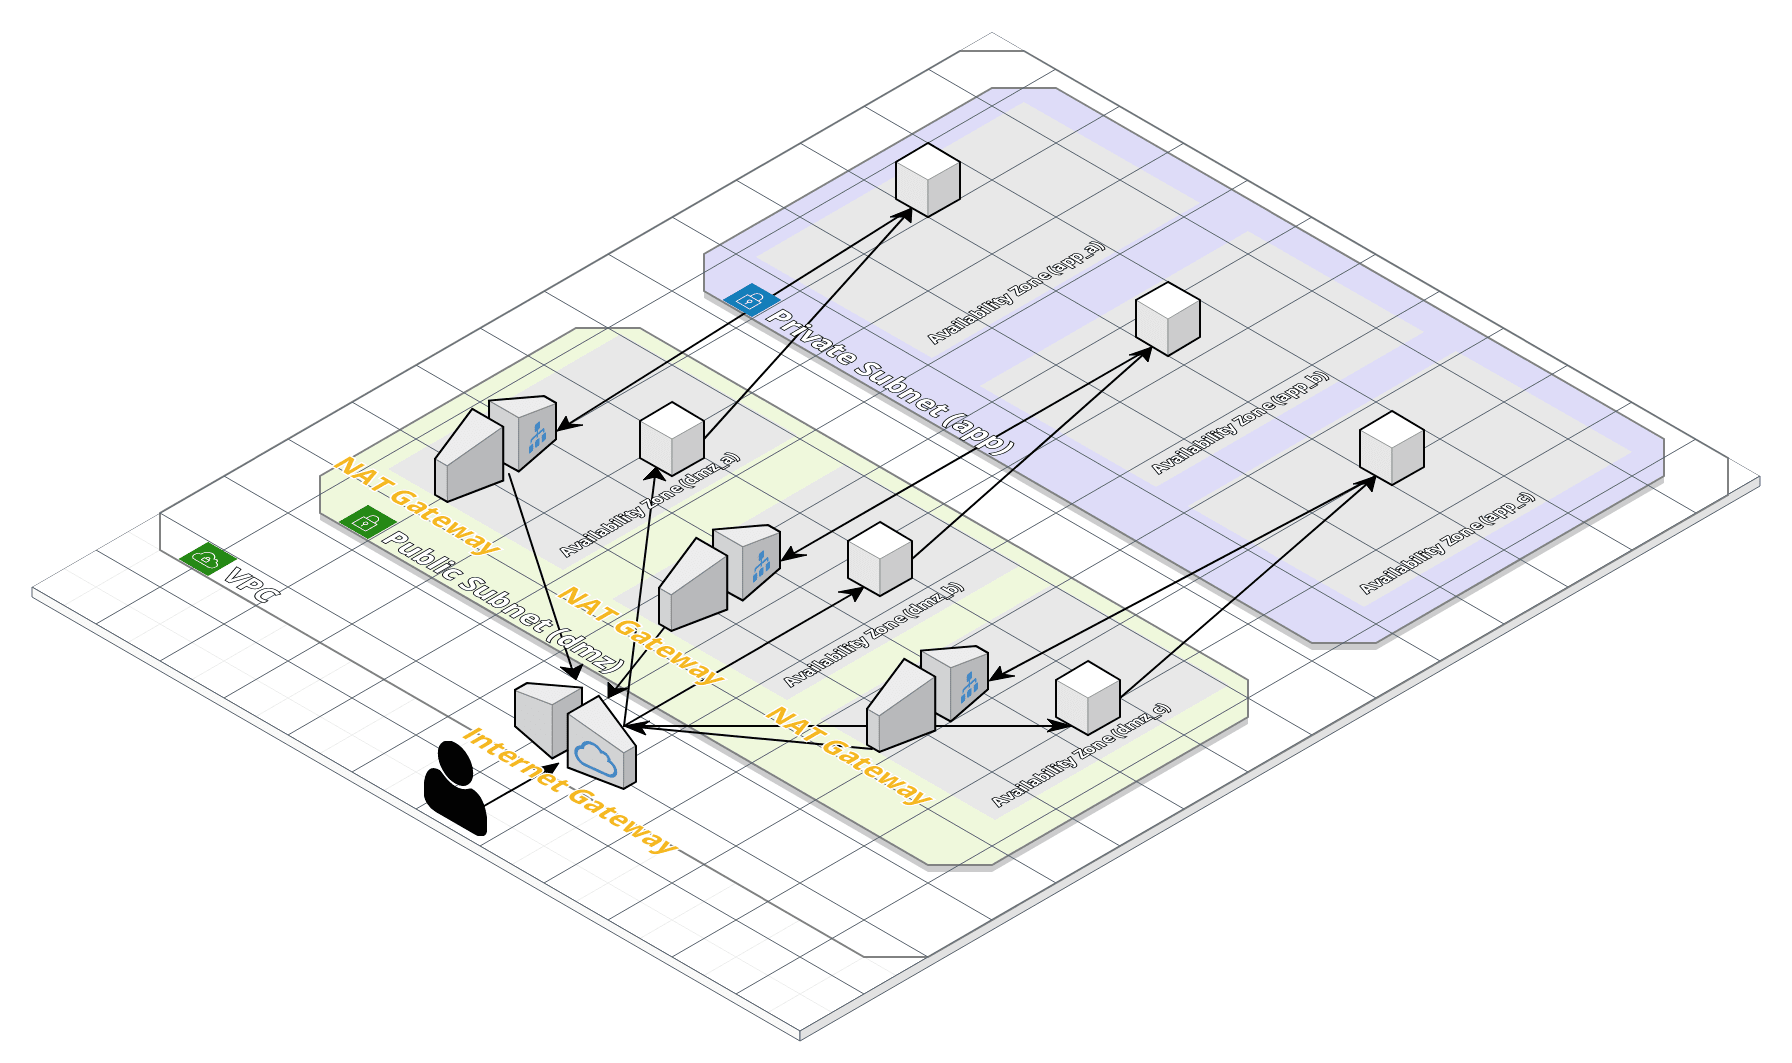 Availability Zone (app_a)
Private Subnet (app)
Availability Zone (app_b)
Availability Zone (app_c)
NAT Gateway
Availability Zone (dmz_a)
Public Subnet (dmz)
VPC
NAT Gateway
Availability Zone (dmz_b)
NAT Gateway
Availability Zone (dmz_c)
Internet Gateway